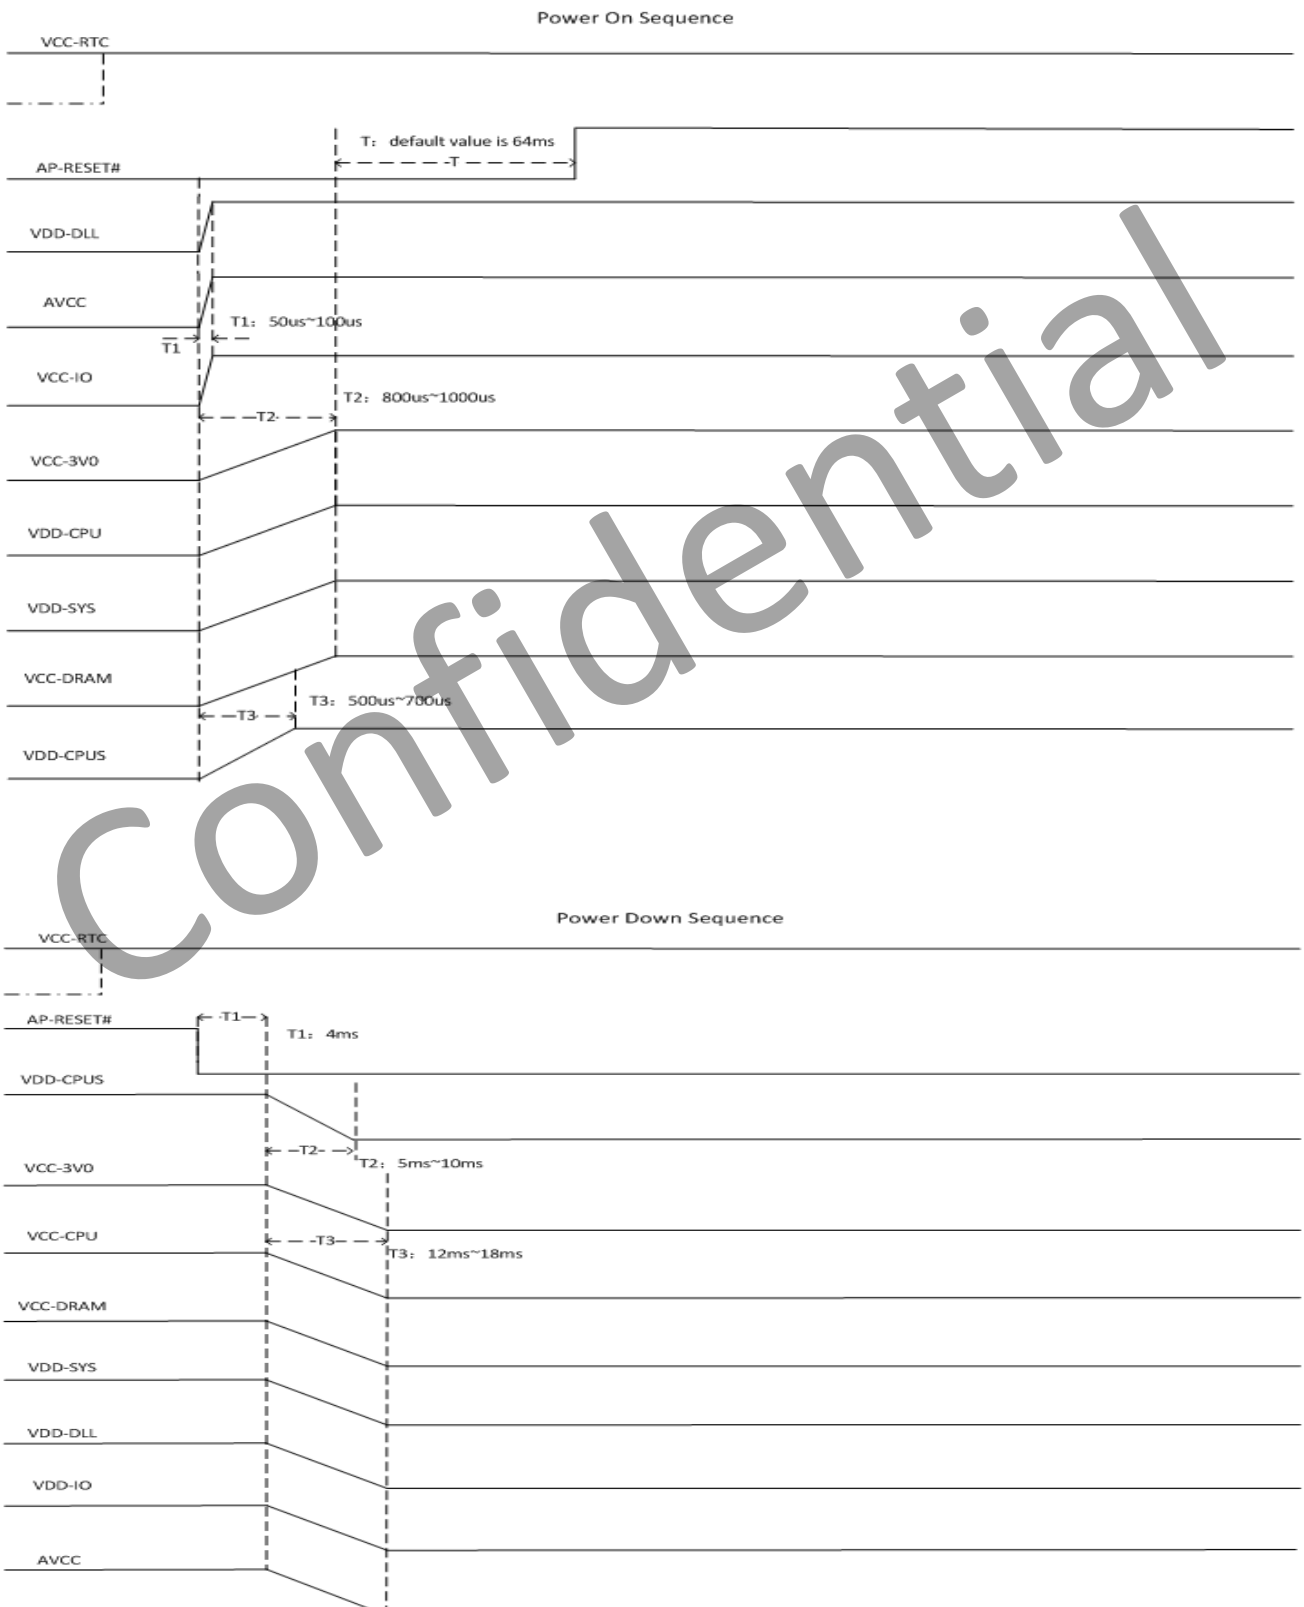 Power On Sequence
VCC-RTC
T: default value is 64ms
T
AP-RESET#
VDD-DLL
AVCC
T1: 50us~100us
T1
VCC-IO
T2: 800us~1000us
T2
VCC-3V0
VDD-CPU
VDD-SYS
VCC-DRAM
T3: 500us~700us
T3
VDD-CPUS
Confidential
Power Down Sequence
VCC-RTC
AP-RESET#
T1
T1: 4ms
VDD-CPUS
T2
T2: 5ms~10ms
VCC-3V0
VCC-CPU
T3
T3: 12ms~18ms
VCC-DRAM
VDD-SYS
VDD-DLL
VDD-IO
AVCC